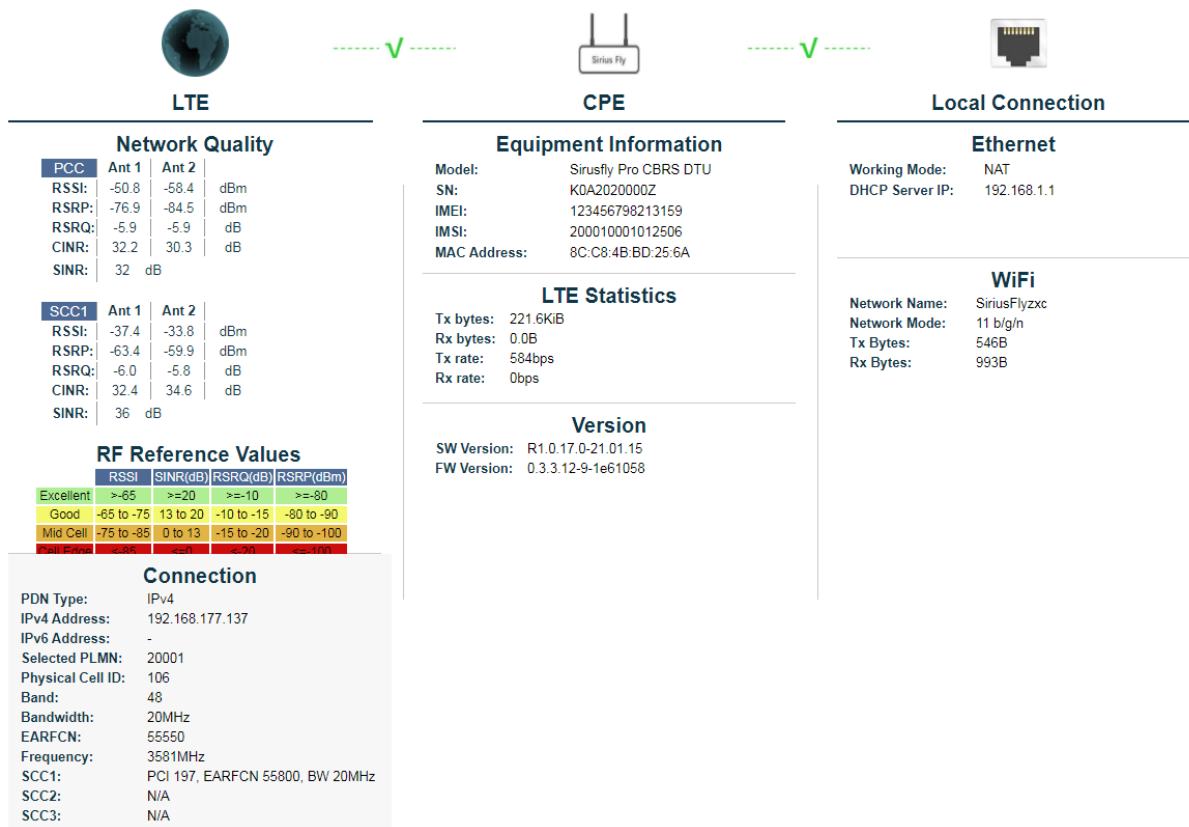 Sirius Fly
LTE
CPE
Local Connection
Network Quality
PCC Ant 1 Ant 2
RSSI: -50.8 -58.4 dBm
RSRP: -76.9 -84.5 dBm
RSRQ: -5.9 -5.9 dB
CINR: 32.2 30.3 dB
SINR: 32 dB
SCC1 Ant 1 Ant 2
RSSI: -37.4 -33.8 dBm
RSRP: -63.4 -59.9 dBm
RSRQ: -6.0 -5.8 dB
CINR: 32.4 34.6 dB
SINR: 36 dB
RF Reference Values
RSSI SINR(dB) RSRQ(dB) RSRP(dBm)
Excellent >-65 >=20 >=-10 >=-80
Good -65 to -75 13 to 20 -10 to -15 -80 to -90
Mid Cell -75 to -85 0 to 13 -15 to -20 -90 to -100
Cell Edge <-85 <=0 <-20 <=-100
Connection
PDN Type: IPv4
IPv4 Address: 192.168.177.137
IPv6 Address: -
Selected PLMN: 20001
Physical Cell ID: 106
Band: 48
Bandwidth: 20MHz
EARFCN: 55550
Frequency: 3581MHz
SCC1: PCI 197, EARFCN 55800, BW 20MHz
SCC2: N/A
SCC3: N/A
Equipment Information
Model: Sirusfly Pro CBRS DTU
SN: K0A2020000Z
IMEI: 123456798213159
IMSI: 200010001012506
MAC Address: 8C:C8:4B:BD:25:6A
LTE Statistics
Tx bytes: 221.6KiB
Rx bytes: 0.0B
Tx rate: 584bps
Rx rate: 0bps
Version
SW Version: R1.0.17.0-21.01.15
FW Version: 0.3.3.12-9-1e61058
Ethernet
Working Mode: NAT
DHCP Server IP: 192.168.1.1
WiFi
Network Name: SiriusFlyzxc
Network Mode: 11 b/g/n
Tx Bytes: 546B
Rx Bytes: 993B